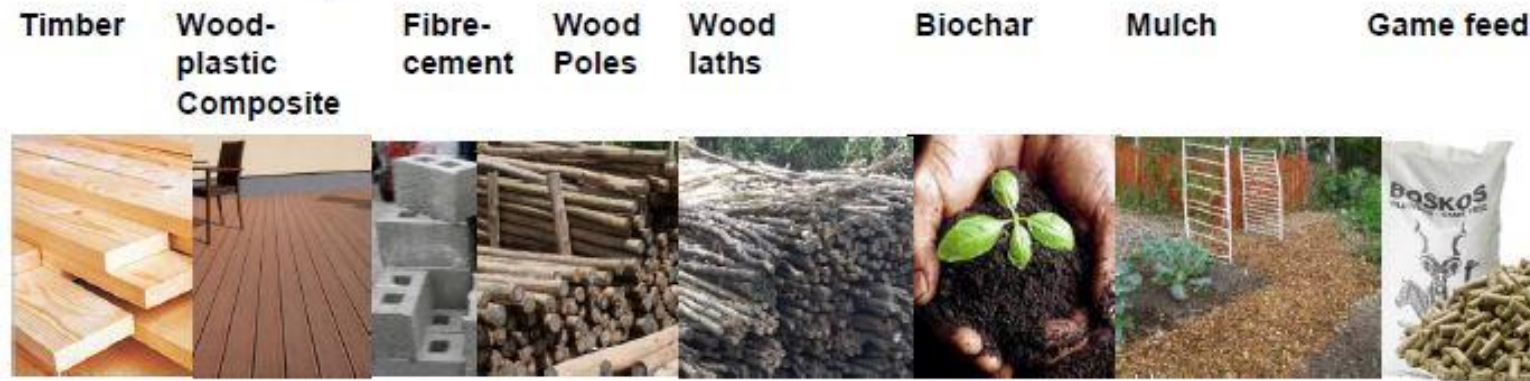 Timber
Wood-
plastic
Composite
Fibre-
cement
Wood
Poles
Wood
laths
Biochar
Mulch
Game feed
BOSKOS